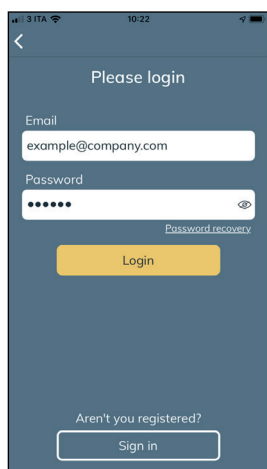 3 ITA
10:22
Please login
Email
example@company.com
Password
Password recovery
Login
Aren't you registered?
Sign in